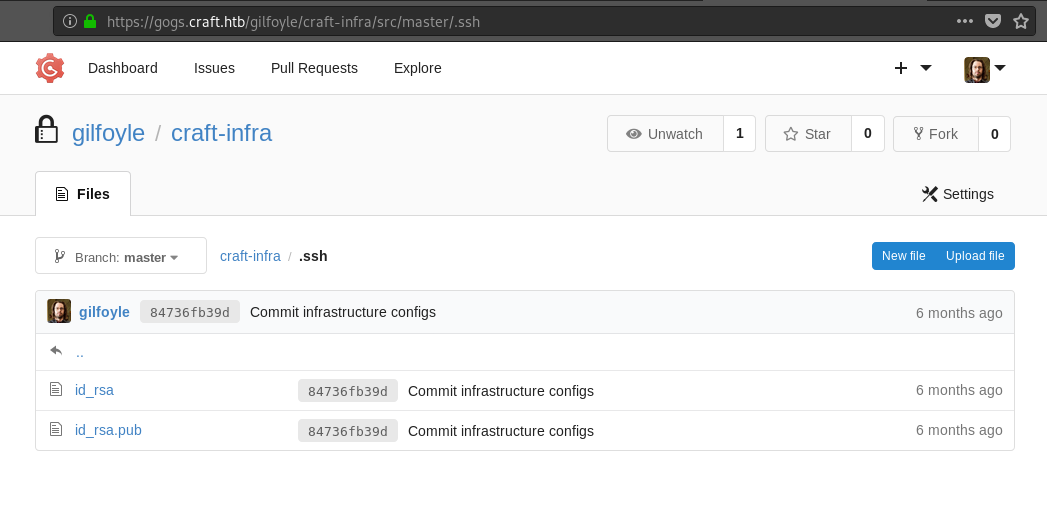 https://gogs.craft.htb/gilfoyle/craft-infra/src/master/.ssh
Dashboard Issues Pull Requests Explore
gilfoyle / craft-infra Unwatch 1 Star 0 Fork 0
Files Settings
Branch: master craft-infra / .ssh New file Upload file
gilfoyle 84736fb39d Commit infrastructure configs 6 months ago
..
id_rsa 84736fb39d Commit infrastructure configs 6 months ago
id_rsa.pub 84736fb39d Commit infrastructure configs 6 months ago